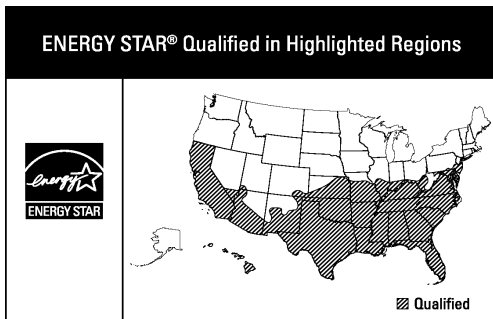 ENERGY STAR® Qualified in Highlighted Regions
energy
ENERGY STAR
Qualified